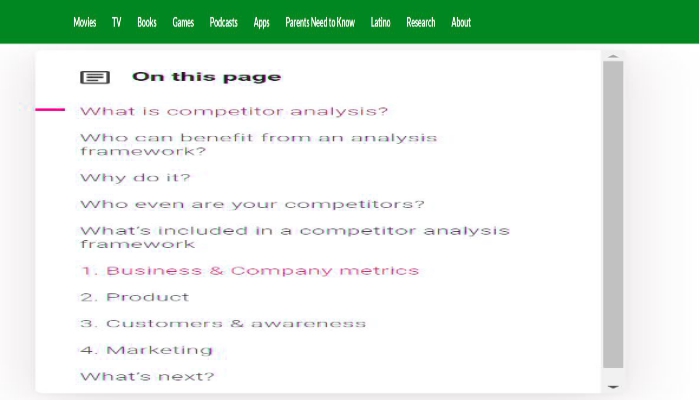 Movies TV Books Games Podcasts Apps Parents Need to Know Latino Research About
On this page
What is competitor analysis?
Who can benefit from an analysis
framework?
Why do it?
Who even are your competitors?
What's included in a competitor analysis
framework
1. Business & Company metrics
2. Product
3. Customers & awareness
4. Marketing
What's next?